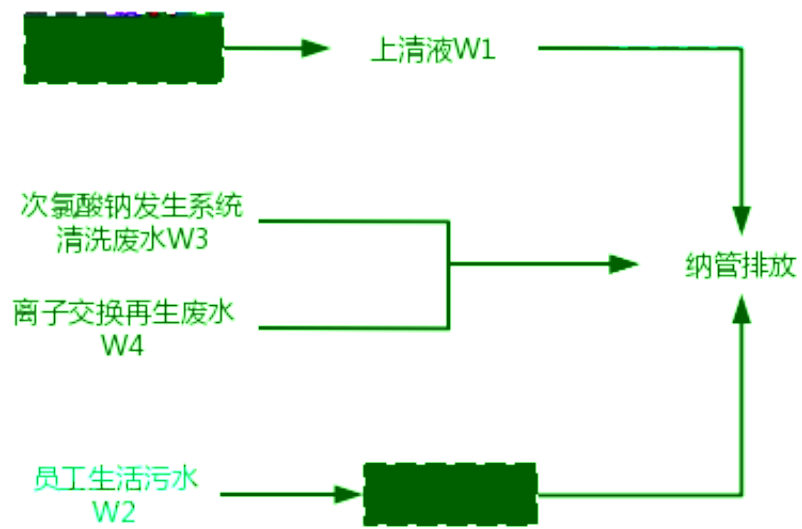 上清液W1
次氯酸钠发生系统
清洗废水W3
纳管排放
离子交换再生废水
W4
员工生活污水
W2